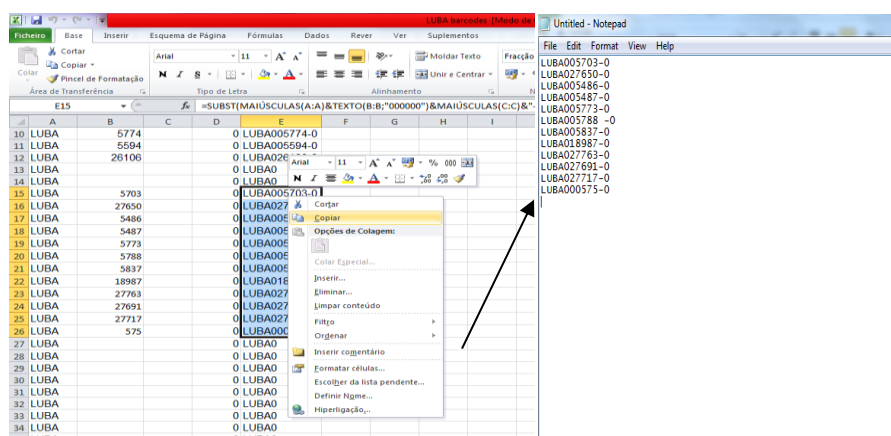 LUBA barcodes [Modo de
Ficheiro Base Inserir Esquema de Página Fórmulas Dados Rever Ver Suplementos
Cortar
Copiar
Pincel de Formatação
Colar
Área de Transferência
Arial 11
N I S
Tipo de Letra
Moldar Texto
Unir e Centrar
Alinhamento
Fracção
E15 fx =SUBST(MAIÚSCULAS(A:A)&TEXTO(B:B;"000000")&MAIÚSCULAS(C:C)&"-
A B C D E F G H I
10 LUBA 5774 0 LUBA005774-0
11 LUBA 5594 0 LUBA005594-0
12 LUBA 26106 0
13 LUBA 0 LUBA0
14 LUBA 0 LUBA0
15 LUBA 5703 0 LUBA005703-0
16 LUBA 27650 0 LUBA027
17 LUBA 5486 0 LUBA005
18 LUBA 5487 0 LUBA005
19 LUBA 5773 0 LUBA005
20 LUBA 5788 0 LUBA005
21 LUBA 5837 0 LUBA005
22 LUBA 18987 0 LUBA018
23 LUBA 27763 0 LUBA027
24 LUBA 27691 0 LUBA027
25 LUBA 27717 0 LUBA027
26 LUBA 575 0 LUBA000
27 LUBA 0 LUBA0
28 LUBA 0 LUBA0
29 LUBA 0 LUBA0
30 LUBA 0 LUBA0
31 LUBA 0 LUBA0
32 LUBA 0 LUBA0
33 LUBA 0 LUBA0
34 LUBA 0 LUBA0
Arial 11 A A % 000
N I A
Cortar
Copiar
Opções de Colagem:
Colar Especial...
Inserir...
Eliminar...
Limpar conteúdo
Filtro
Ordenar
Inserir comentário
Formatar células...
Escolher da lista pendente...
Definir Nome...
Hiperligação...
Untitled - Notepad
File Edit Format View Help
LUBA005703-0
LUBA027650-0
LUBA005486-0
LUBA005487-0
LUBA005773-0
LUBA005788 -0
LUBA005837-0
LUBA018987-0
LUBA027763-0
LUBA027691-0
LUBA027717-0
LUBA000575-0